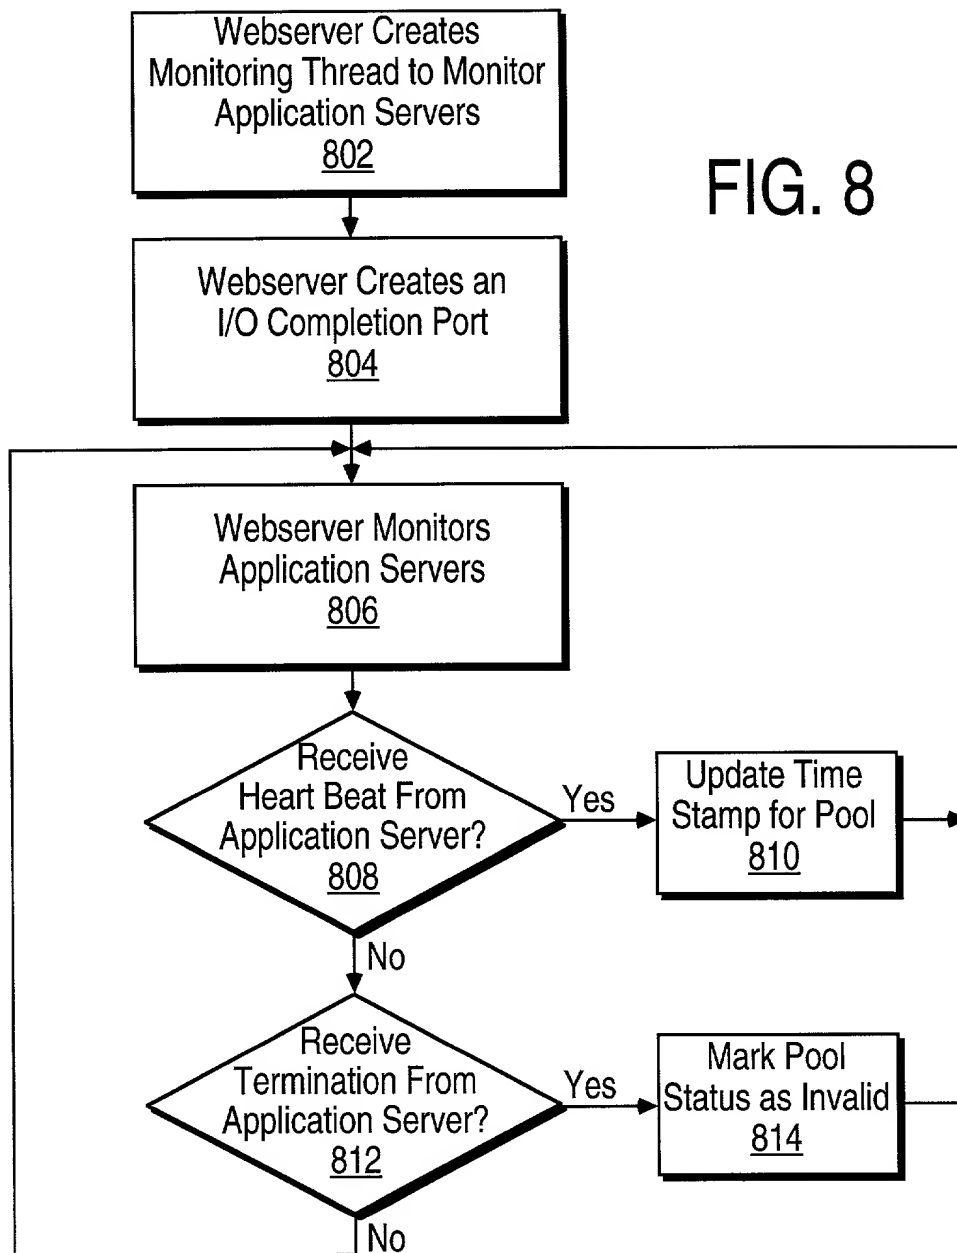 Webserver Creates
Monitoring Thread to Monitor
Application Servers
802
FIG. 8
Webserver Creates an
I/O Completion Port
804
Webserver Monitors
Application Servers
806
Receive
Heart Beat From
Application Server?
808
Yes
Update Time
Stamp for Pool
810
No
Receive
Termination From
Application Server?
812
Yes
Mark Pool
Status as Invalid
814
No